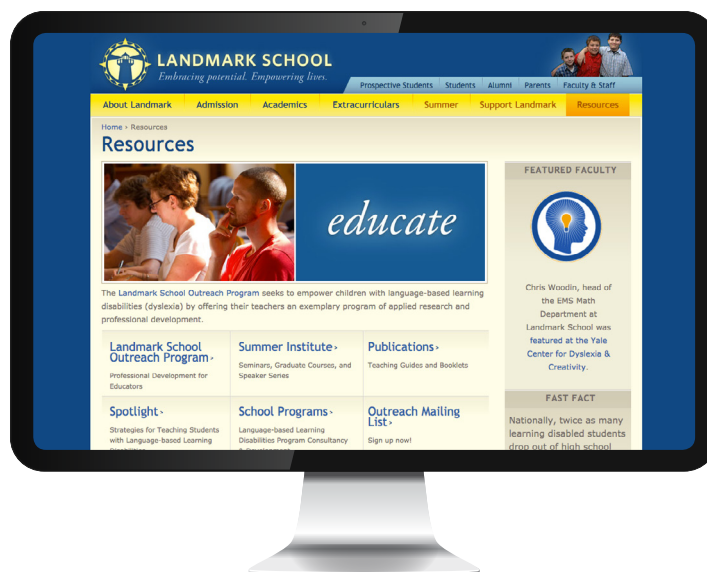 LANDMARK SCHOOL
Embracing potential. Empowering lives.
Prospective Students Students Alumni Parents Faculty & Staff
About Landmark Admission Academics Extracurriculars Summer Support Landmark Resources
Home › Resources
Resources
educate
The Landmark School Outreach Program seeks to empower children with language-based learning
disabilities (dyslexia) by offering their teachers an exemplary program of applied research and
professional development.
Landmark School
Outreach Program›
Professional Development for
Educators
Summer Institute›
Seminars, Graduate Courses, and
Speaker Series
Publications›
Teaching Guides and Booklets
Spotlight›
Strategies for Teaching Students
with Language-based Learning
Disabilities
School Programs›
Language-based Learning
Disabilities Program Consultancy
& Development
Outreach Mailing
List›
Sign up now!
FEATURED FACULTY
Chris Woodin, head of
the EMS Math
Department at
Landmark School was
featured at the Yale
Center for Dyslexia &
Creativity.
FAST FACT
Nationally, twice as many
learning disabled students
drop out of high school